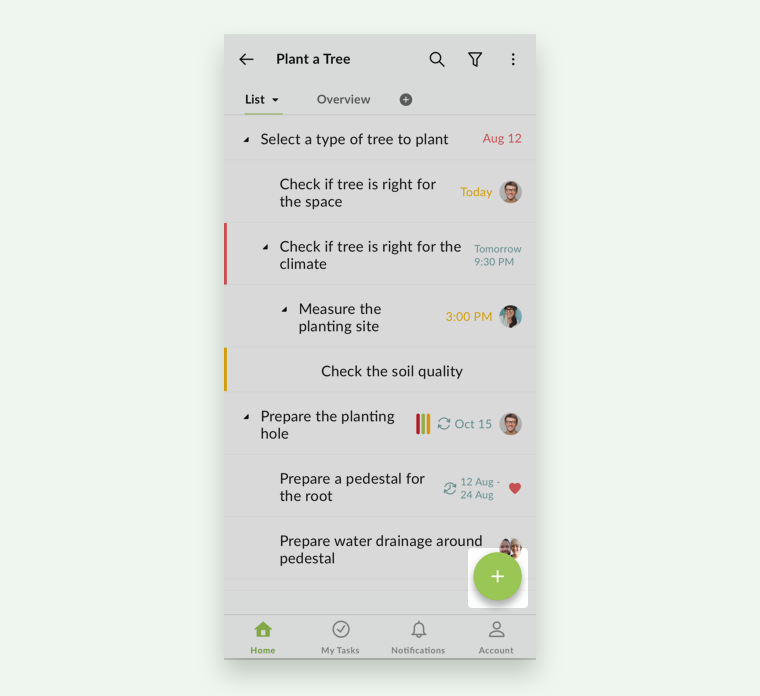 Plant a Tree
List
Overview
Select a type of tree to plant
Aug 12
Check if tree is right for
the space
Today
Check if tree is right for the
climate
Tomorrow
9:30 PM
Measure the
planting site
3:00 PM
Check the soil quality
Prepare the planting
hole
Oct 15
Prepare a pedestal for
the root
12 Aug -
24 Aug
Prepare water drainage around
pedestal
Home
My Tasks
Notifications
Account